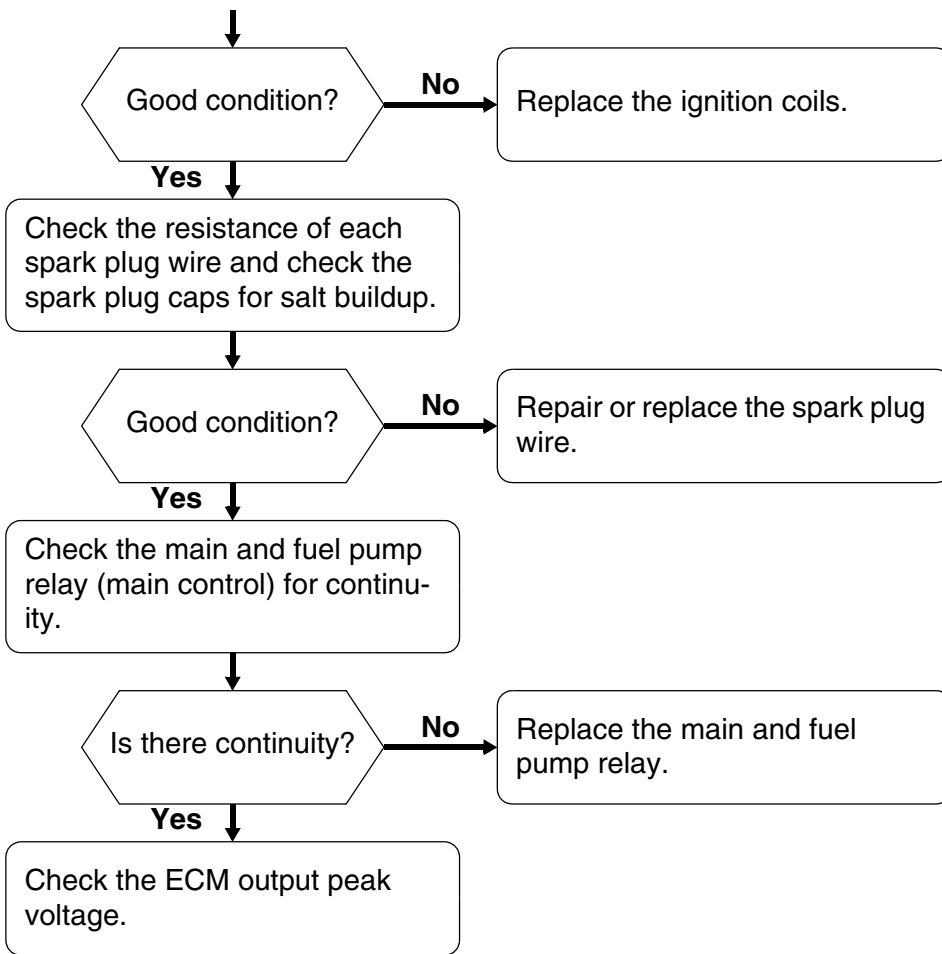 Good condition?
No
Replace the ignition coils.
Yes
Check the resistance of each
spark plug wire and check the
spark plug caps for salt buildup.
Good condition?
No
Repair or replace the spark plug
wire.
Yes
Check the main and fuel pump
relay (main control) for continu-
ity.
Is there continuity?
No
Replace the main and fuel
pump relay.
Yes
Check the ECM output peak
voltage.